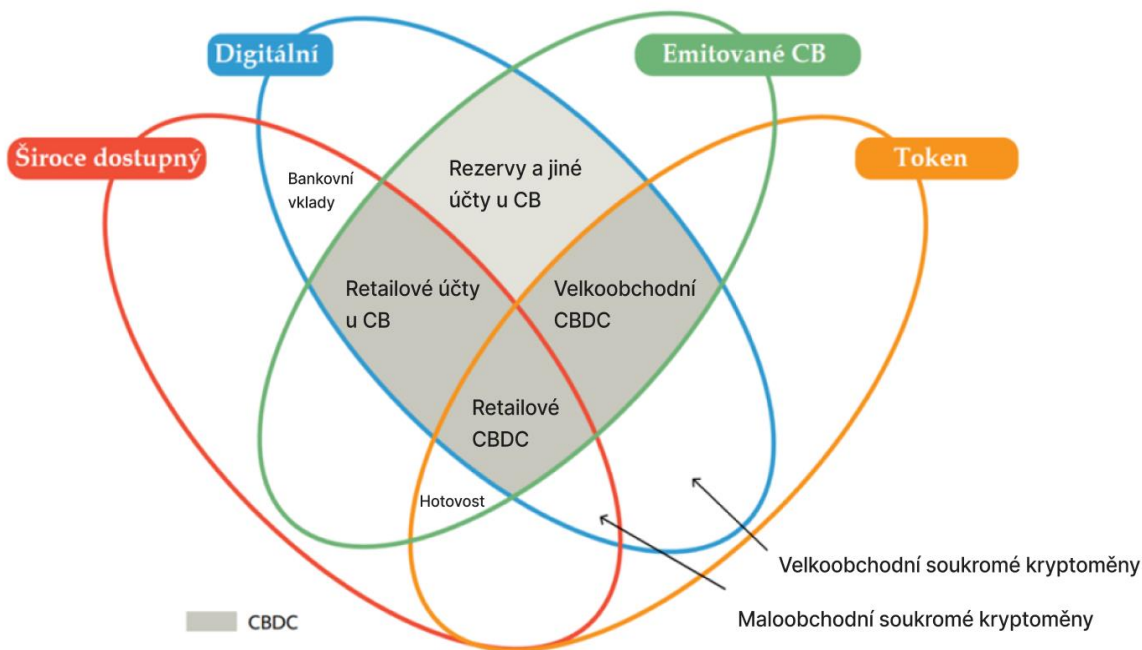 Digitální
Emitované CB
Široce dostupný
Token
Bankovní
vklady
Rezervy a jiné
účty u CB
Retailové účty
u CB
Velkoobchodní
CBDC
Retailové
CBDC
Hotovost
Velkoobchodní soukromé kryptoměny
Maloobchodní soukromé kryptoměny
CBDC